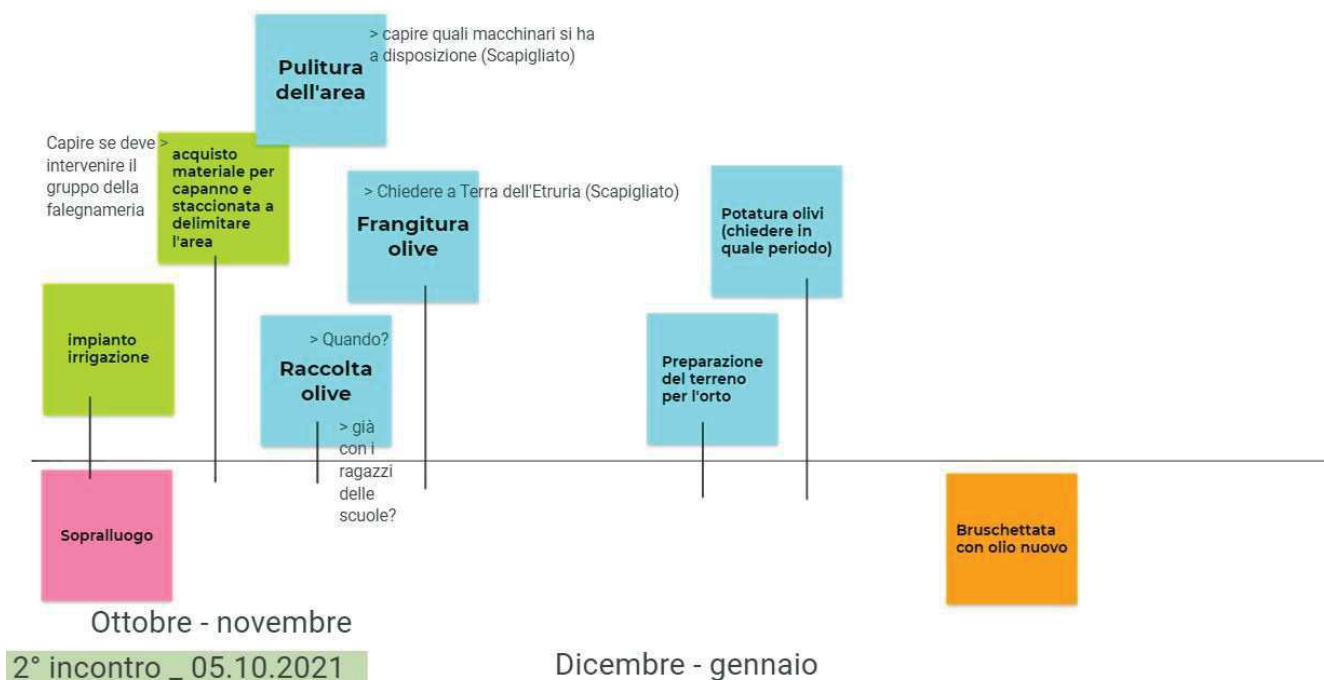 > capire quali macchinari si ha
a disposizione (Scapigliato)
Pulitura
dell'area
Capire se deve >
intervenire il
gruppo della
falegnameria
acquisto
materiale per
capanno e
staccionata a
delimitare
l'area
> Chiedere a Terra dell'Etruria (Scapigliato)
Frangitura
olive
Potatura olivi
(chiedere in
quale periodo)
impianto
irrigazione
> Quando?
Raccolta
olive
> già
con i
ragazzi
delle
scuole?
Preparazione
del terreno
per l'orto
Sopralluogo
Bruschettata
con olio nuovo
Ottobre - novembre
2° incontro _ 05.10.2021
Dicembre - gennaio